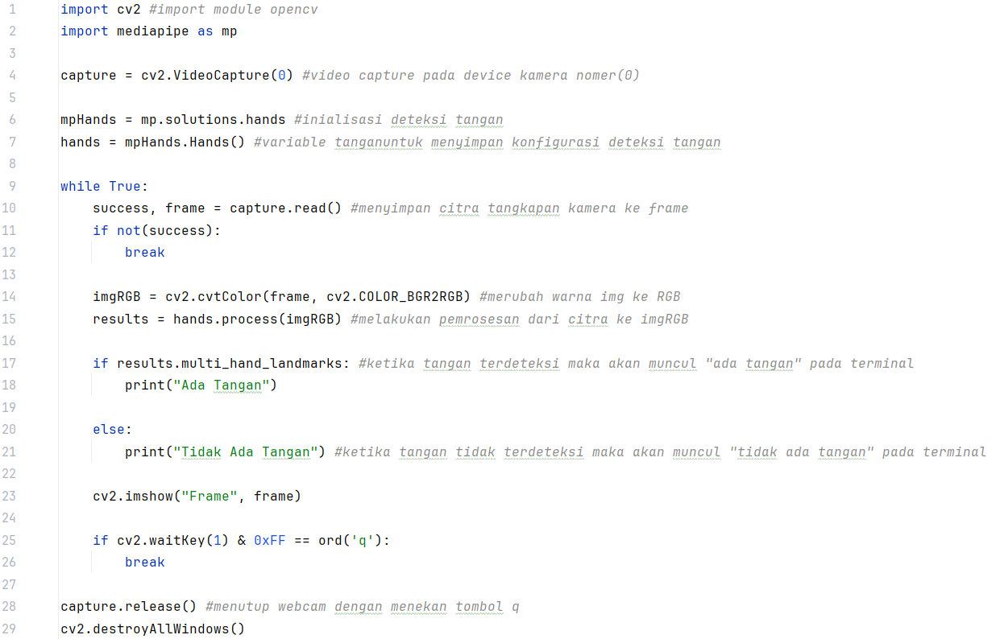 1 import cv2 #import module opencv
2 import mediapipe as mp
3
4 capture = cv2.VideoCapture(0) #video capture pada device kamera nomer(0)
5
6 mpHands = mp.solutions.hands #inialisasi deteksi tangan
7 hands = mpHands.Hands() #variable tanganuntuk menyimpan konfigurasi deteksi tangan
8
9 while True:
10     success, frame = capture.read() #menyimpan citra tangkapan kamera ke frame
11     if not(success):
12         break
13
14     imgRGB = cv2.cvtColor(frame, cv2.COLOR_BGR2RGB) #merubah warna img ke RGB
15     results = hands.process(imgRGB) #melakukan pemrosesan dari citra ke imgRGB
16
17     if results.multi_hand_landmarks: #ketika tangan terdeteksi maka akan muncul "ada tangan" pada terminal
18         print("Ada Tangan")
19
20     else:
21         print("Tidak Ada Tangan") #ketika tangan tidak terdeteksi maka akan muncul "tidak ada tangan" pada terminal
22
23     cv2.imshow("Frame", frame)
24
25     if cv2.waitKey(1) & 0xFF == ord('q'):
26         break
27
28 capture.release() #menutup webcam dengan menekan tombol q
29 cv2.destroyAllWindows()